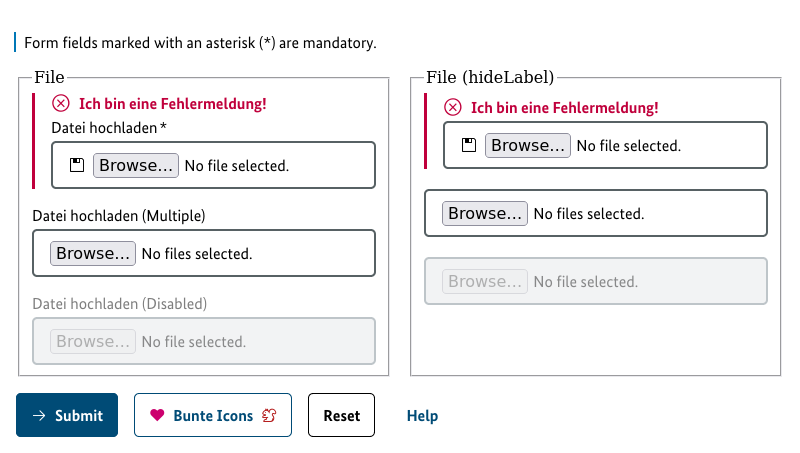 Form fields marked with an asterisk (*) are mandatory.
File
Ich bin eine Fehlermeldung!
Datei hochladen*
Browse... No file selected.
Datei hochladen (Multiple)
Browse... No files selected.
Datei hochladen (Disabled)
Browse... No file selected.
File (hideLabel)
Ich bin eine Fehlermeldung!
Browse... No file selected.
Browse... No files selected.
Browse... No file selected.
Submit Bunte Icons Reset Help